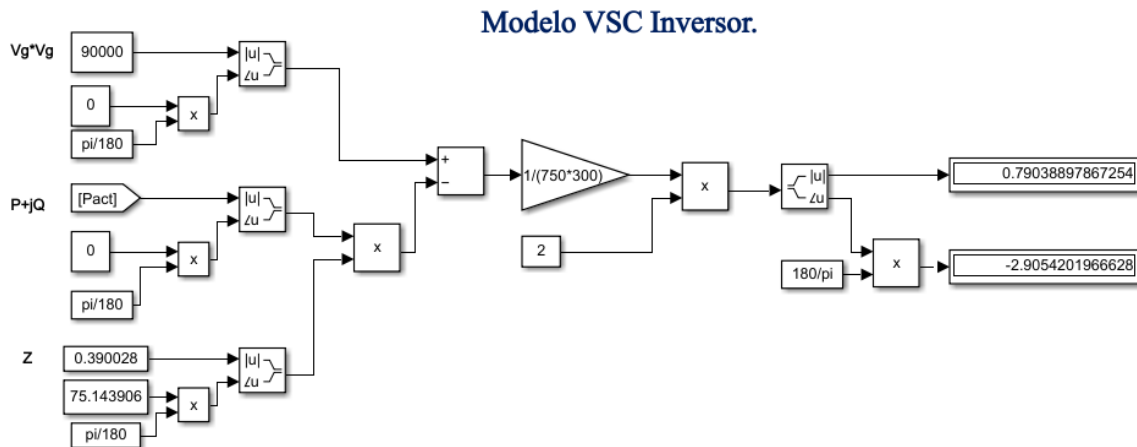 Modelo VSC Inversor.
Vg*Vg
90000
|u|
∠u
0
x
pi/180
P+jQ
[Pact]
|u|
∠u
0
x
pi/180
x
Z
0.390028
|u|
∠u
75.143906
x
pi/180
+
−
1/(750*300)
2
x
|u|
∠u
180/pi
x
0.79038897867254
-2.9054201966628